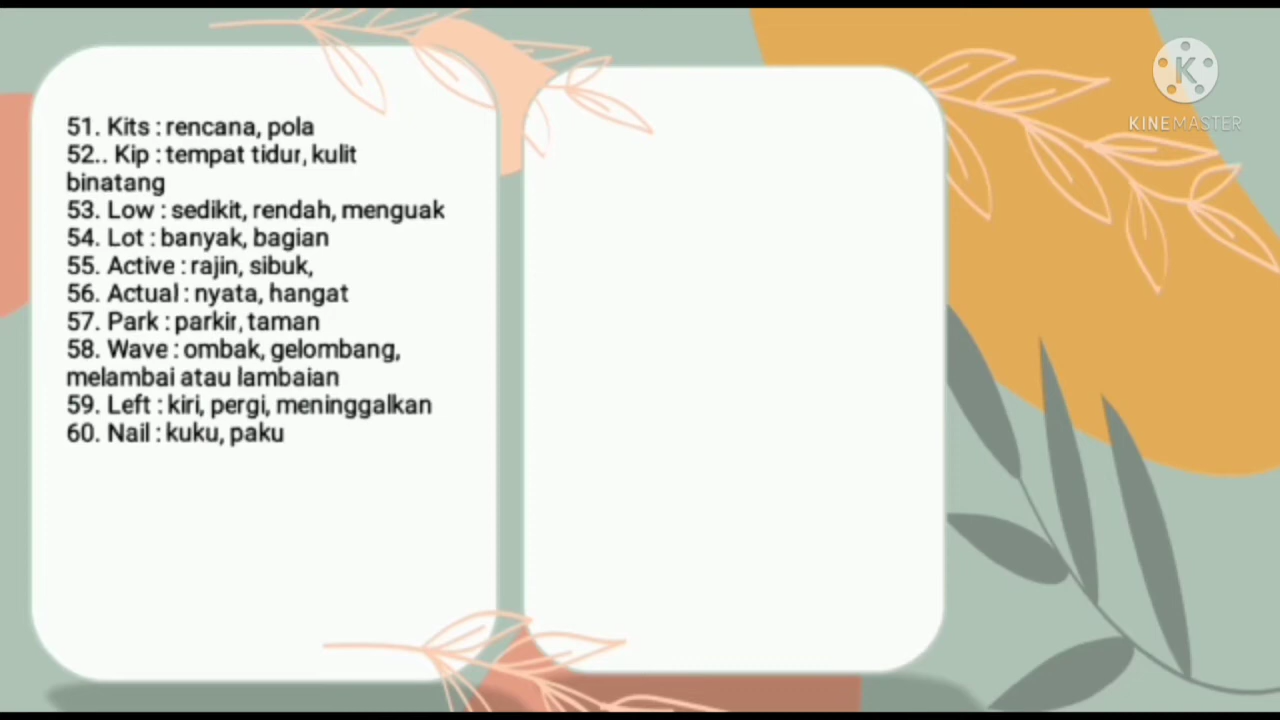 51. Kits : rencana, pola
52.. Kip : tempat tidur, kulit
binatang
53. Low : sedikit, rendah, menguak
54. Lot : banyak, bagian
55. Active : rajin, sibuk,
56. Actual : nyata, hangat
57. Park : parkir, taman
58. Wave : ombak, gelombang,
melambai atau lambaian
59. Left : kiri, pergi, meninggalkan
60. Nail : kuku, paku
K
KINEMASTER